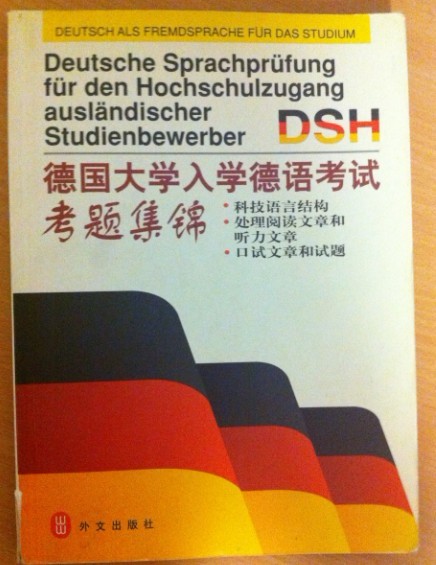 DEUTSCH ALS FREMDSPRACHE FÜR DAS STUDIUM
Deutsche Sprachprüfung
für den Hochschulzugang
ausländischer
Studienbewerber DSH
德国大学入学德语考试
考题集锦
·科技语言结构
·处理阅读文章和
听力文章
·口试文章和试题
外文出版社